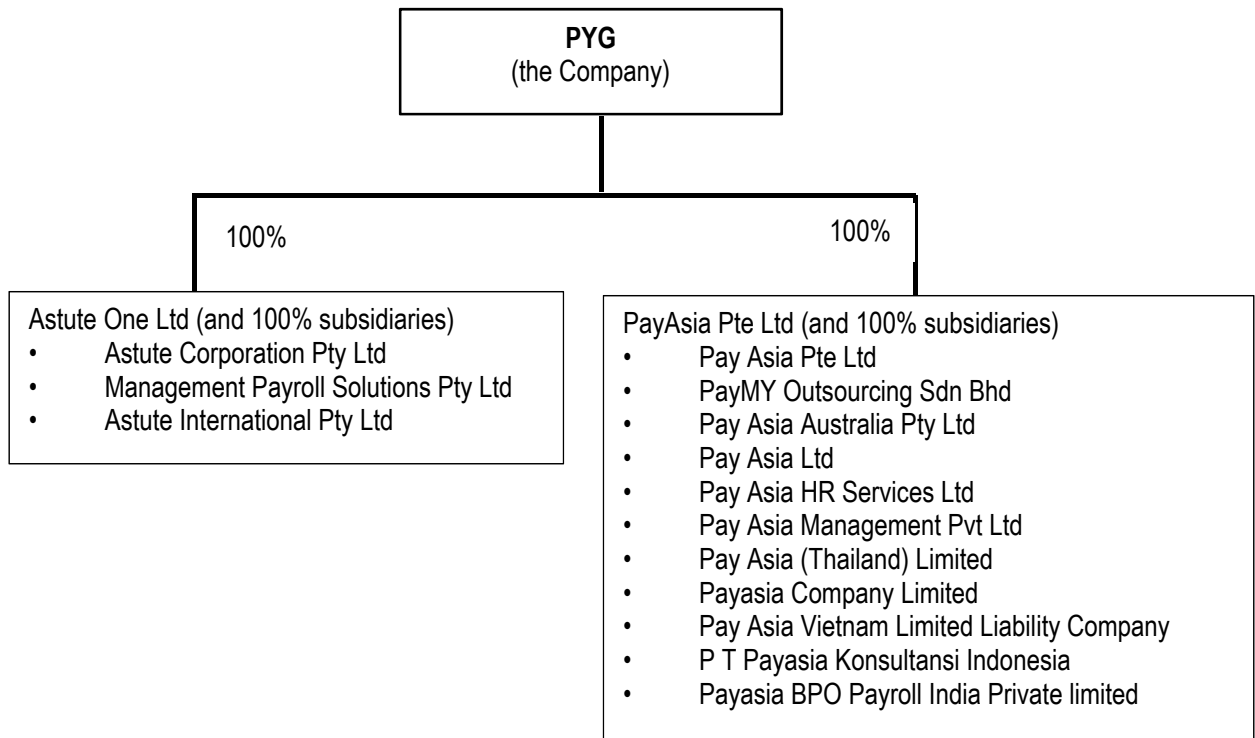 PYG
(the Company)
100%
100%
Astute One Ltd (and 100% subsidiaries)
• Astute Corporation Pty Ltd
• Management Payroll Solutions Pty Ltd
• Astute International Pty Ltd
PayAsia Pte Ltd (and 100% subsidiaries)
• Pay Asia Pte Ltd
• PayMY Outsourcing Sdn Bhd
• Pay Asia Australia Pty Ltd
• Pay Asia Ltd
• Pay Asia HR Services Ltd
• Pay Asia Management Pvt Ltd
• Pay Asia (Thailand) Limited
• Payasia Company Limited
• Pay Asia Vietnam Limited Liability Company
• P T Payasia Konsultansi Indonesia
• Payasia BPO Payroll India Private limited